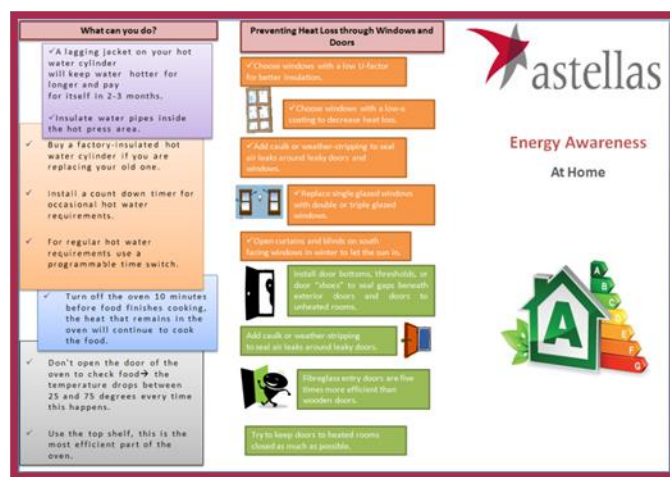 What can you do?
✓A lagging jacket on your hot
water cylinder
will keep water hotter for
longer and pay
for itself in 2-3 months.
✓Insulate water pipes inside
the hot press area.
✓ Buy a factory-insulated hot
water cylinder if you are
replacing your old one.
✓ Install a count down timer for
occasional hot water
requirements.
✓ For regular hot water
requirements use a
programmable time switch.
✓ Turn off the oven 10 minutes
before food finishes cooking,
the heat that remains in the
oven will continue to cook
the food.
✓ Don't open the door of the
oven to check food→ the
temperature drops between
25 and 75 degrees every time
this happens.
✓ Use the top shelf, this is the
most efficient part of the
oven.
Preventing Heat Loss through Windows and
Doors
✓Choose windows with a low U-factor
for better insulation.
✓Choose windows with a low-e
coating to decrease heat loss.
✓Add caulk or weather-stripping to seal
air leaks around leaky doors and
windows.
✓Replace single glazed windows
with double or triple glazed
windows.
✓Open curtains and blinds on south
facing windows in winter to let the sun in.
Install door bottoms, thresholds, or
door "shoes" to seal gaps beneath
exterior doors and doors to
unheated rooms.
Add caulk or weather-stripping
to seal air leaks around leaky doors.
Fibreglass entry doors are five
times more efficient than
wooden doors.
Try to keep doors to heated rooms
closed as much as possible.
astellas
Energy Awareness
At Home
A
A
B
C
D
E
F
G